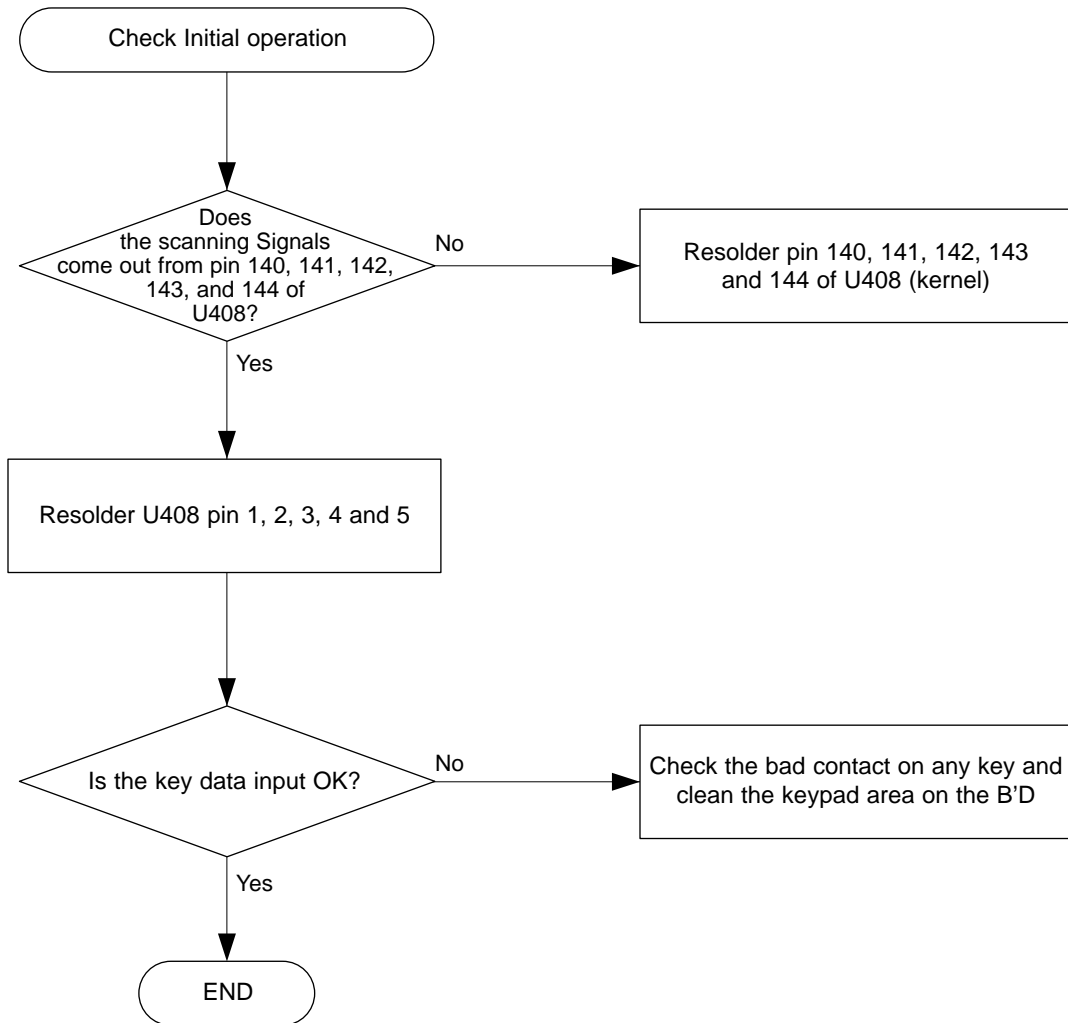 Check Initial operation
Does
the scanning Signals
come out from pin 140, 141, 142,
143, and 144 of
U408?
No
Resolder pin 140, 141, 142, 143
and 144 of U408 (kernel)
Yes
Resolder U408 pin 1, 2, 3, 4 and 5
Is the key data input OK?
No
Check the bad contact on any key and
clean the keypad area on the B’D
Yes
END